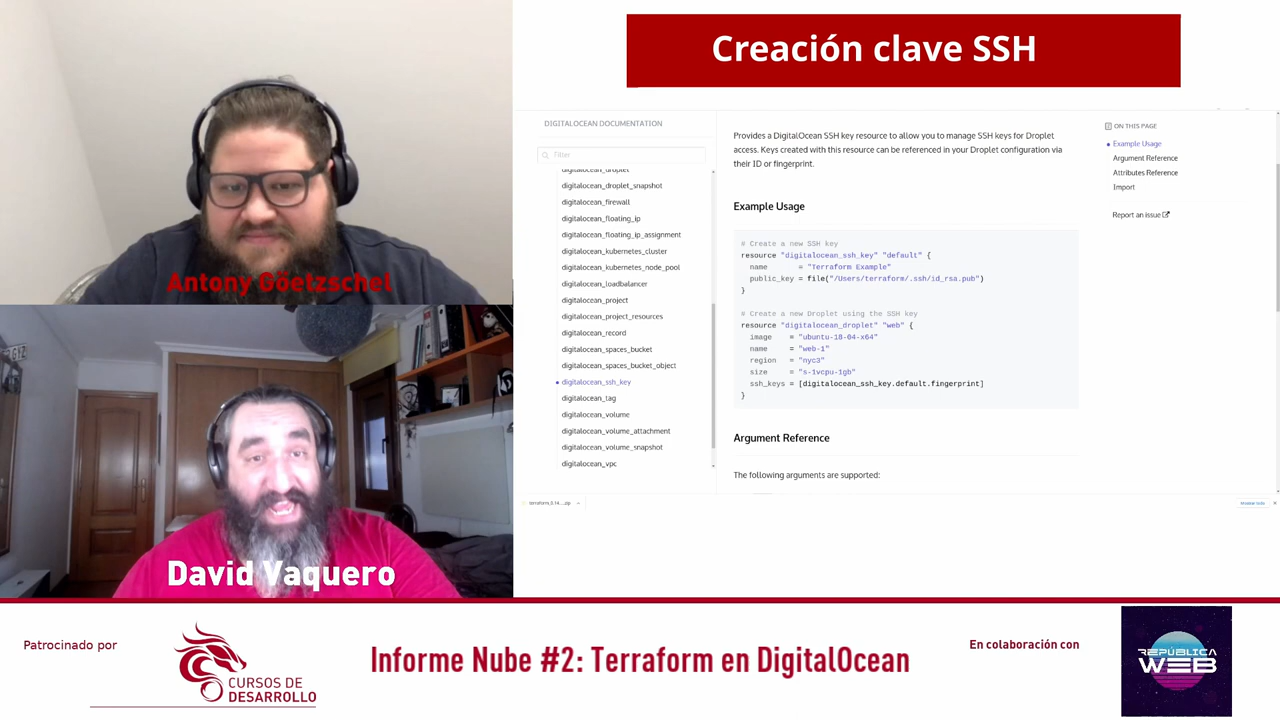 Creación clave SSH
Antony Göetzschel
David Vaquero
DIGITALOCEAN DOCUMENTATION
Filter
digitalocean_droplet
digitalocean_droplet_snapshot
digitalocean_firewall
digitalocean_floating_ip
digitalocean_floating_ip_assignment
digitalocean_kubernetes_cluster
digitalocean_kubernetes_node_pool
digitalocean_loadbalancer
digitalocean_project
digitalocean_project_resources
digitalocean_record
digitalocean_spaces_bucket
digitalocean_spaces_bucket_object
digitalocean_ssh_key
digitalocean_tag
digitalocean_volume
digitalocean_volume_attachment
digitalocean_volume_snapshot
digitalocean_vpc
Provides a DigitalOcean SSH key resource to allow you to manage SSH keys for Droplet
access. Keys created with this resource can be referenced in your Droplet configuration via
their ID or fingerprint.
Example Usage
# Create a new SSH key
resource "digitalocean_ssh_key" "default" {
name = "Terraform Example"
public_key = file("/Users/terraform/.ssh/id_rsa.pub")
}
# Create a new Droplet using the SSH key
resource "digitalocean_droplet" "web" {
image = "ubuntu-18-04-x64"
name = "web-1"
region = "nyc3"
size = "s-1vcpu-1gb"
ssh_keys = [digitalocean_ssh_key.default.fingerprint]
}
Argument Reference
The following arguments are supported:
ON THIS PAGE
Example Usage
Argument Reference
Attributes Reference
Import
Report an issue
terraform_0.14....zip
Patrocinado por
CURSOS DE
DESARROLLO
Informe Nube #2: Terraform en DigitalOcean
En colaboración con
REPÚBLICA
WEB